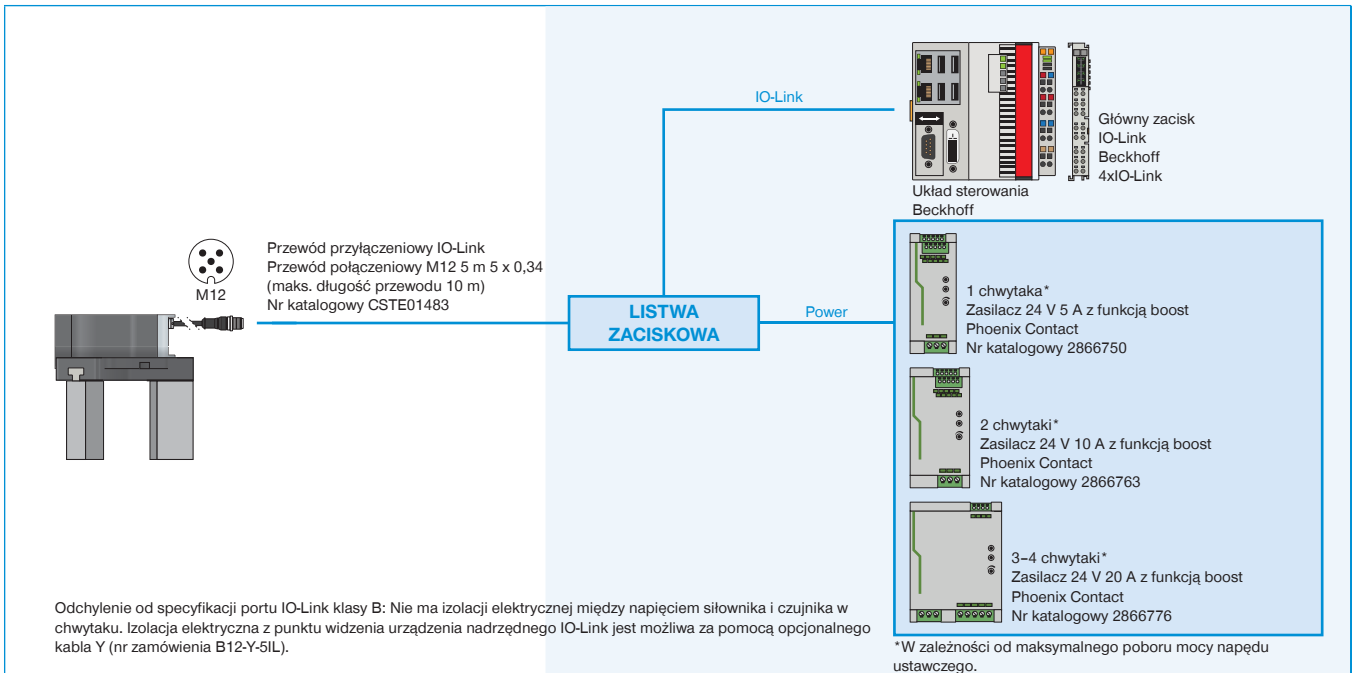 IO-Link
Główny zacisk
IO-Link
Beckhoff
4xIO-Link
Układ sterowania
Beckhoff
M12
Przewód przyłączeniowy IO-Link
Przewód połączeniowy M12 5 m 5 x 0,34
(maks. długość przewodu 10 m)
Nr katalogowy CSTE01483
LISTWA
ZACISKOWA
Power
1 chwytaka*
Zasilacz 24 V 5 A z funkcją boost
Phoenix Contact
Nr katalogowy 2866750
2 chwytaki*
Zasilacz 24 V 10 A z funkcją boost
Phoenix Contact
Nr katalogowy 2866763
3–4 chwytaki*
Zasilacz 24 V 20 A z funkcją boost
Phoenix Contact
Nr katalogowy 2866776
Odchylenie od specyfikacji portu IO-Link klasy B: Nie ma izolacji elektrycznej między napięciem siłownika i czujnika w
chwytaku. Izolacja elektryczna z punktu widzenia urządzenia nadrzędnego IO-Link jest możliwa za pomocą opcjonalnego
kabla Y (nr zamówienia B12-Y-5IL).
*W zależności od maksymalnego poboru mocy napędu
ustawczego.